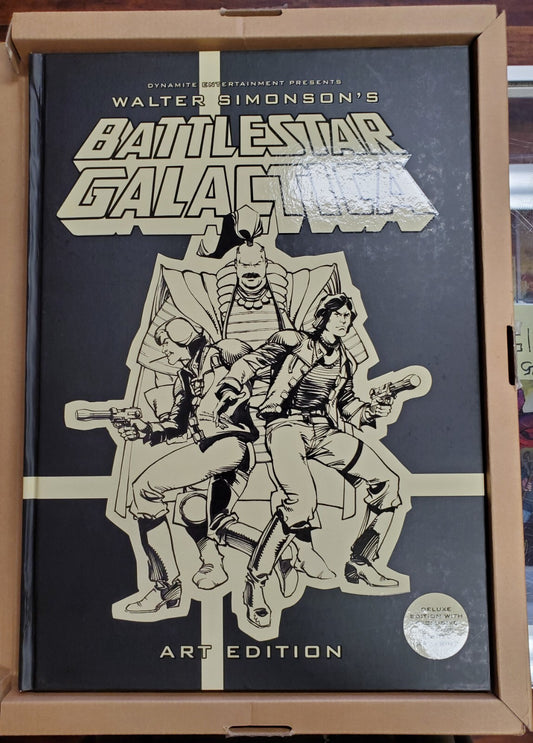 DYNAMITE ENTERTAINMENT PRESENTS
WALTER SIMONSON'S
BATTLESTAR
GALACTICA
ART EDITION
DELUXE
EDITION WITH